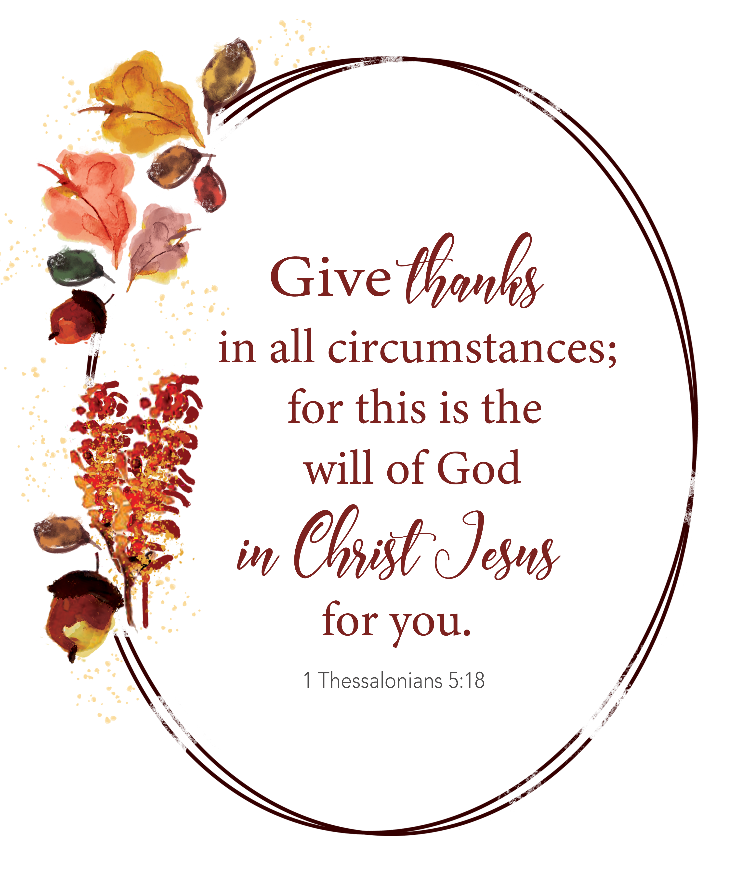 Give thanks
in all circumstances;
for this is the
will of God
in Christ Jesus
for you.
1 Thessalonians 5:18